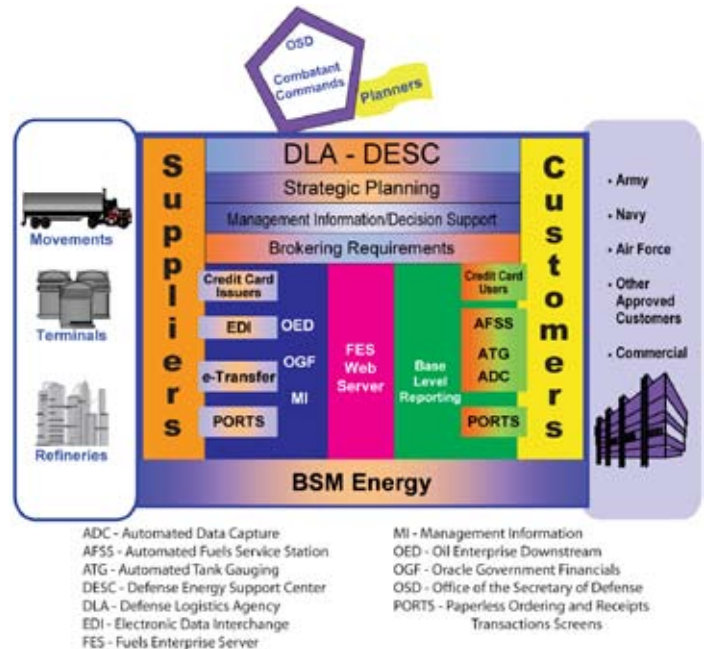 OSD
Combatant
Commands
Planners
Suppliers
DLA - DESC
Strategic Planning
Management Information/Decision Support
Brokering Requirements
Customers
Movements
Terminals
Refineries
Credit Card
Issuers
EDI
e-Transfer
PORTS
OED
OGF
MI
FES
Web
Server
Base
Level
Reporting
Credit Card
Users
AFSS
ATG
ADC
PORTS
• Army
• Navy
• Air Force
• Other
Approved
Customers
• Commercial
BSM Energy
ADC - Automated Data Capture
AFSS - Automated Fuels Service Station
ATG - Automated Tank Gauging
DESC - Defense Energy Support Center
DLA - Defense Logistics Agency
EDI - Electronic Data Interchange
FES - Fuels Enterprise Server
MI - Management Information
OED - Oil Enterprise Downstream
OGF - Oracle Government Financials
OSD - Office of the Secretary of Defense
PORTS - Paperless Ordering and Receipts
Transactions Screens